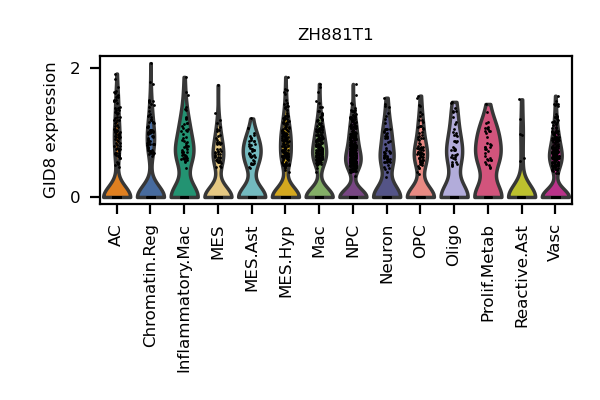 ZH881T1
GID8 expression
2
0
AC
Chromatin.Reg
Inflammatory.Mac
MES
MES.Ast
MES.Hyp
Mac
NPC
Neuron
OPC
Oligo
Prolif.Metab
Reactive.Ast
Vasc